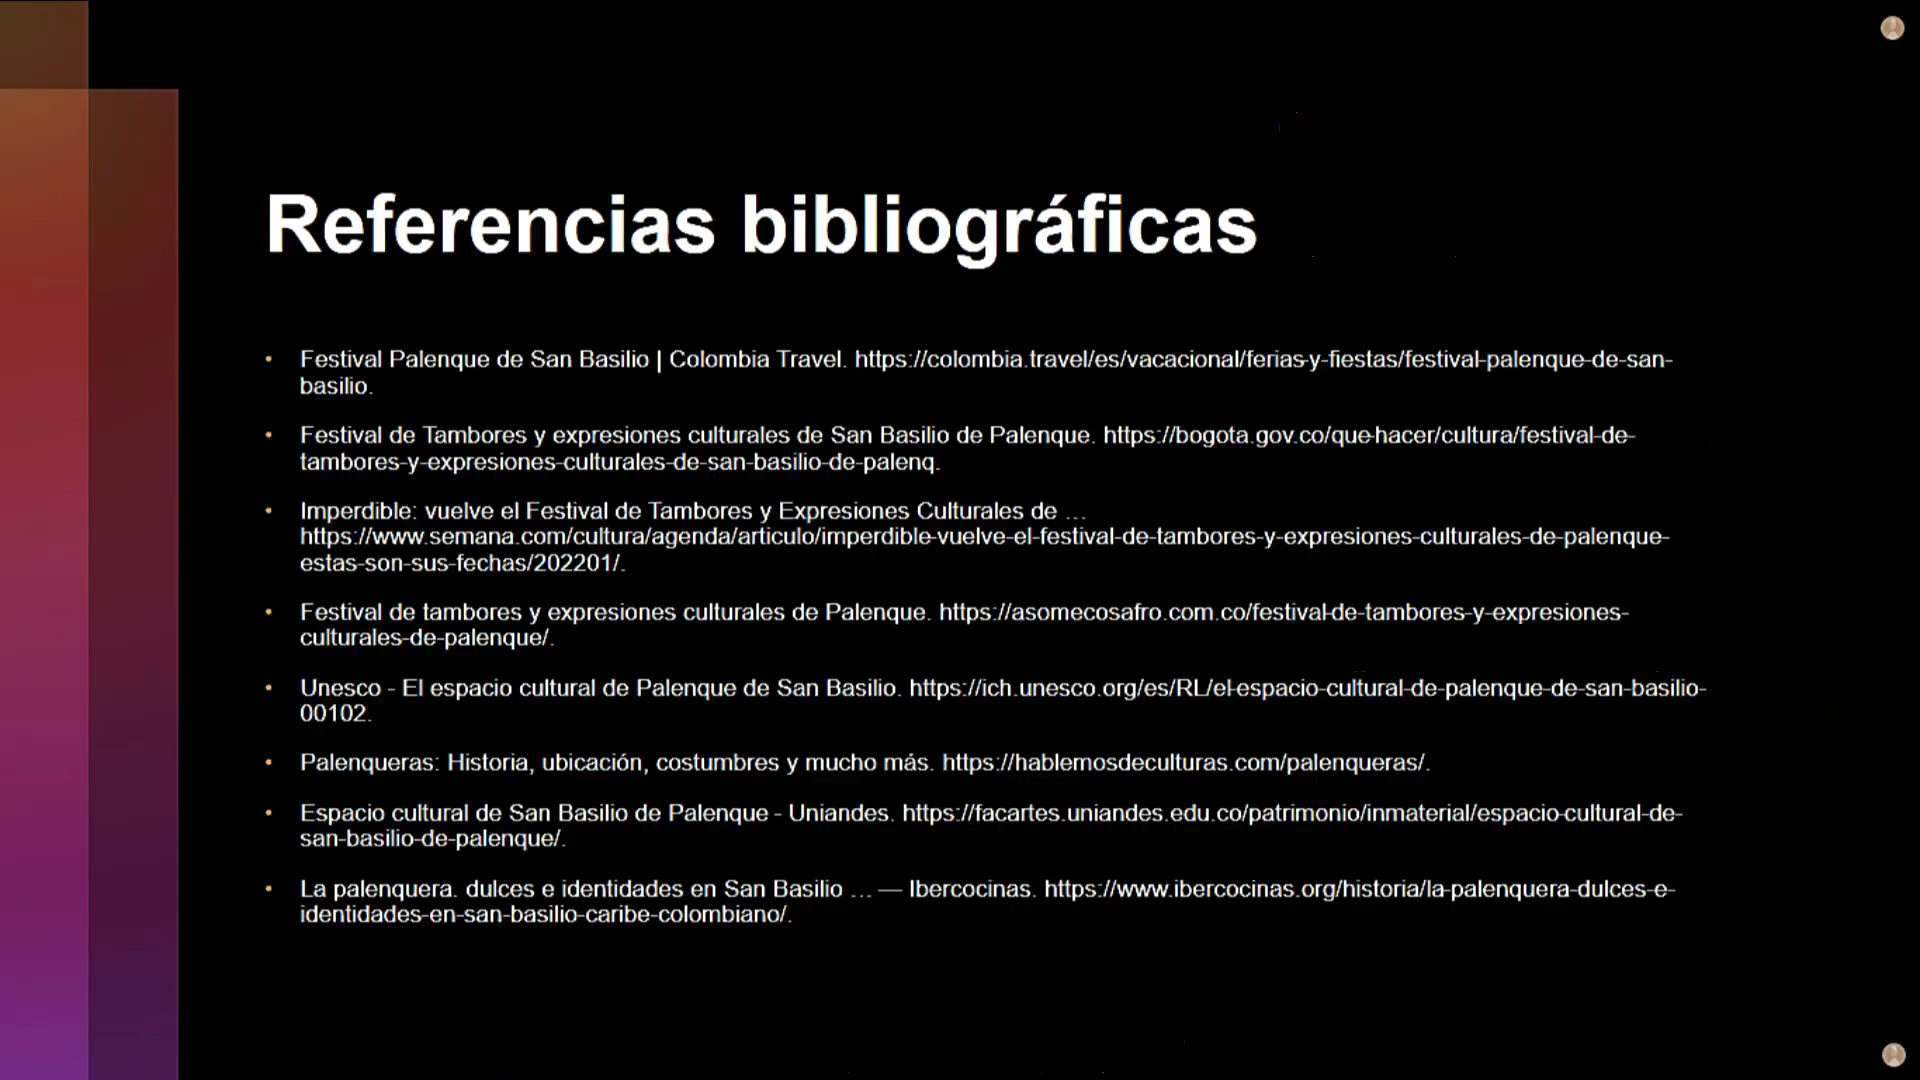 Referencias bibliográficas
• Festival Palenque de San Basilio | Colombia Travel. https://colombia.travel/es/vacacional/ferias-y-fiestas/festival-palenque-de-san-
basilio.
• Festival de Tambores y expresiones culturales de San Basilio de Palenque. https://bogota.gov.co/que-hacer/cultura/festival-de-
tambores-y-expresiones-culturales-de-san-basilio-de-palenq.
• Imperdible: vuelve el Festival de Tambores y Expresiones Culturales de ...
https://www.semana.com/cultura/agenda/articulo/imperdible-vuelve-el-festival-de-tambores-y-expresiones-culturales-de-palenque-
estas-son-sus-fechas/202201/.
• Festival de tambores y expresiones culturales de Palenque. https://asomecosafro.com.co/festival-de-tambores-y-expresiones-
culturales-de-palenque/.
• Unesco - El espacio cultural de Palenque de San Basilio. https://ich.unesco.org/es/RL/el-espacio-cultural-de-palenque-de-san-basilio-
00102.
• Palenqueras: Historia, ubicación, costumbres y mucho más. https://hablemosdeculturas.com/palenqueras/.
• Espacio cultural de San Basilio de Palenque - Uniandes. https://facartes.uniandes.edu.co/patrimonio/inmaterial/espacio-cultural-de-
san-basilio-de-palenque/.
• La palenquera. dulces e identidades en San Basilio ... — Ibercocinas. https://www.ibercocinas.org/historia/la-palenquera-dulces-e-
identidades-en-san-basilio-caribe-colombiano/.